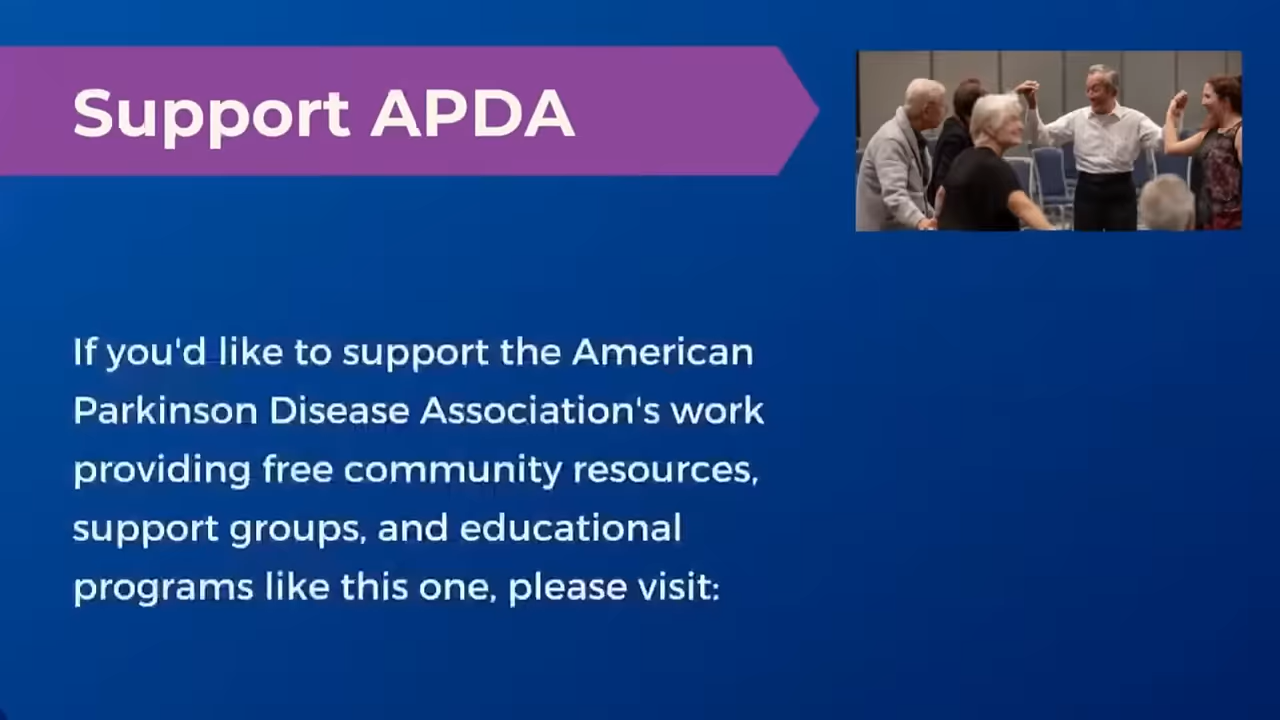 Support APDA
If you'd like to support the American
Parkinson Disease Association's work
providing free community resources,
support groups, and educational
programs like this one, please visit: